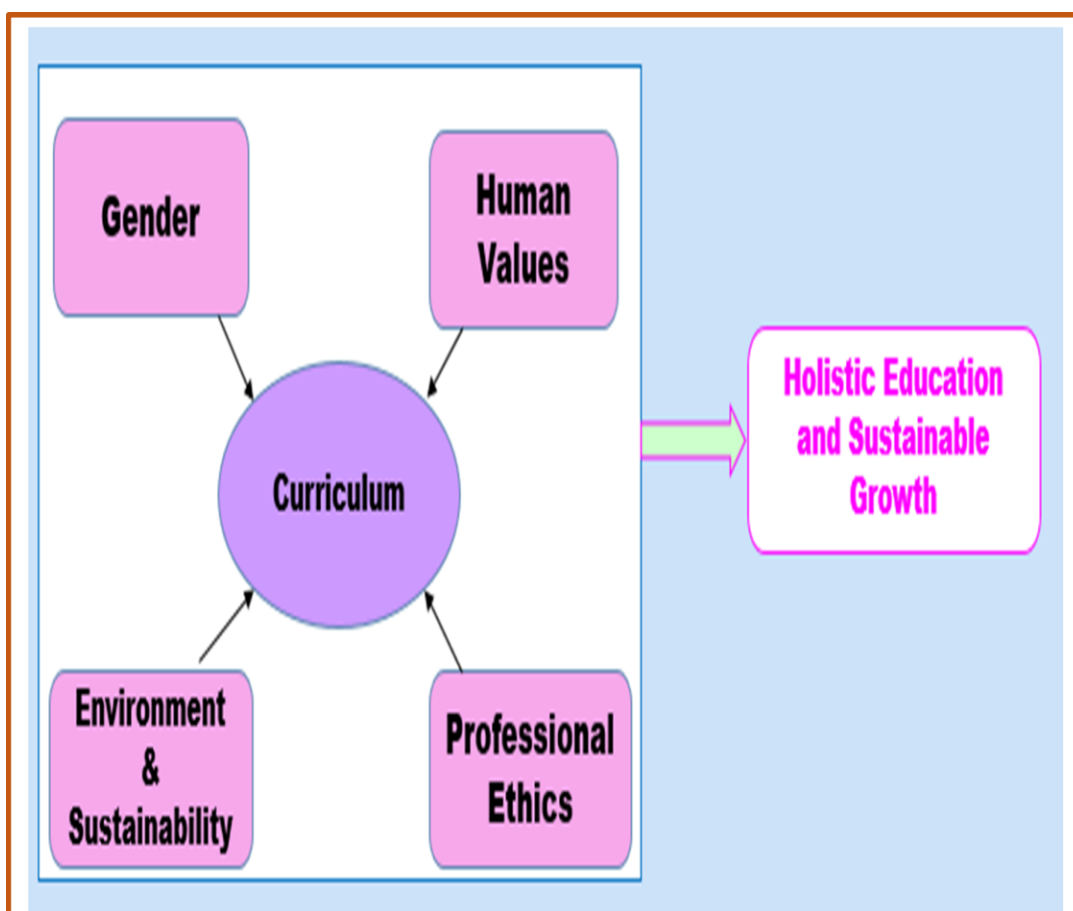 Gender
Human
Values
Curriculum
Environment
&
Sustainability
Professional
Ethics
Holistic Education
and Sustainable
Growth